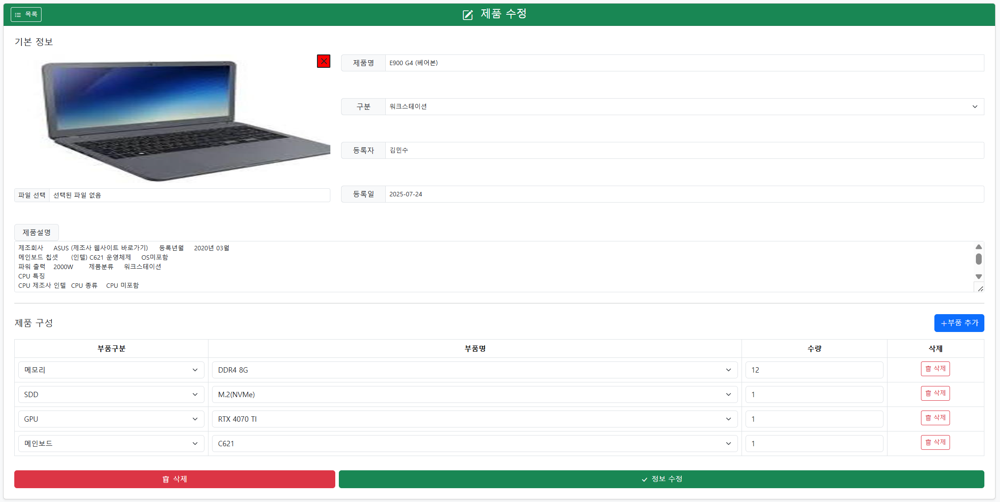 목록
제품 수정
기본 정보
제품명 E900 G4 (베어본)
구분 워크스테이션
등록자 김민수
파일 선택 선택된 파일 없음
등록일 2025-07-24
제품설명
제조회사 ASUS (제조사 웹사이트 바로가기) 등록년월 2020년 03월
메인보드 칩셋 (인텔) C621 운영체제 OS미포함
파워 출력 2000W 제품분류 워크스테이션
CPU 특징
CPU 제조사 인텔 CPU 종류 CPU 미포함
제품 구성
+부품 추가
부품구분 부품명 수량 삭제
메모리 DDR4 8G 12 삭제
SDD M.2(NVMe) 1 삭제
GPU RTX 4070 TI 1 삭제
메인보드 C621 1 삭제
삭제
정보 수정